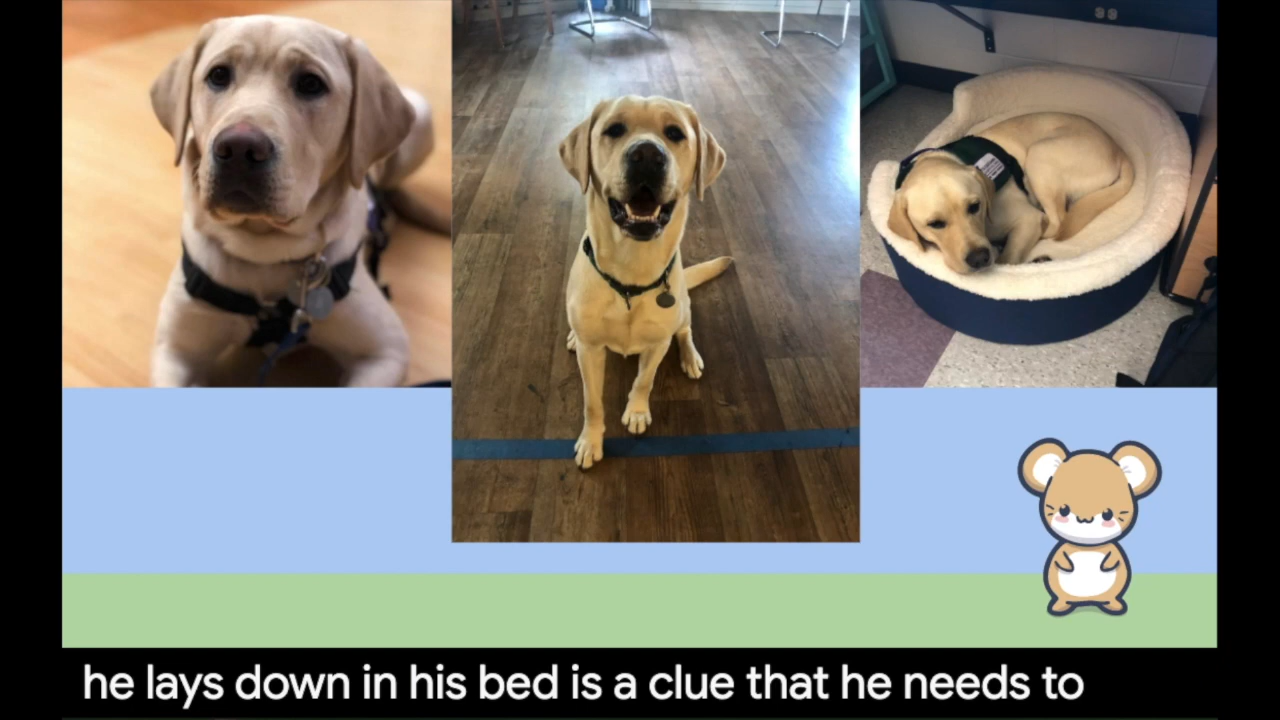 he lays down in his bed is a clue that he needs to